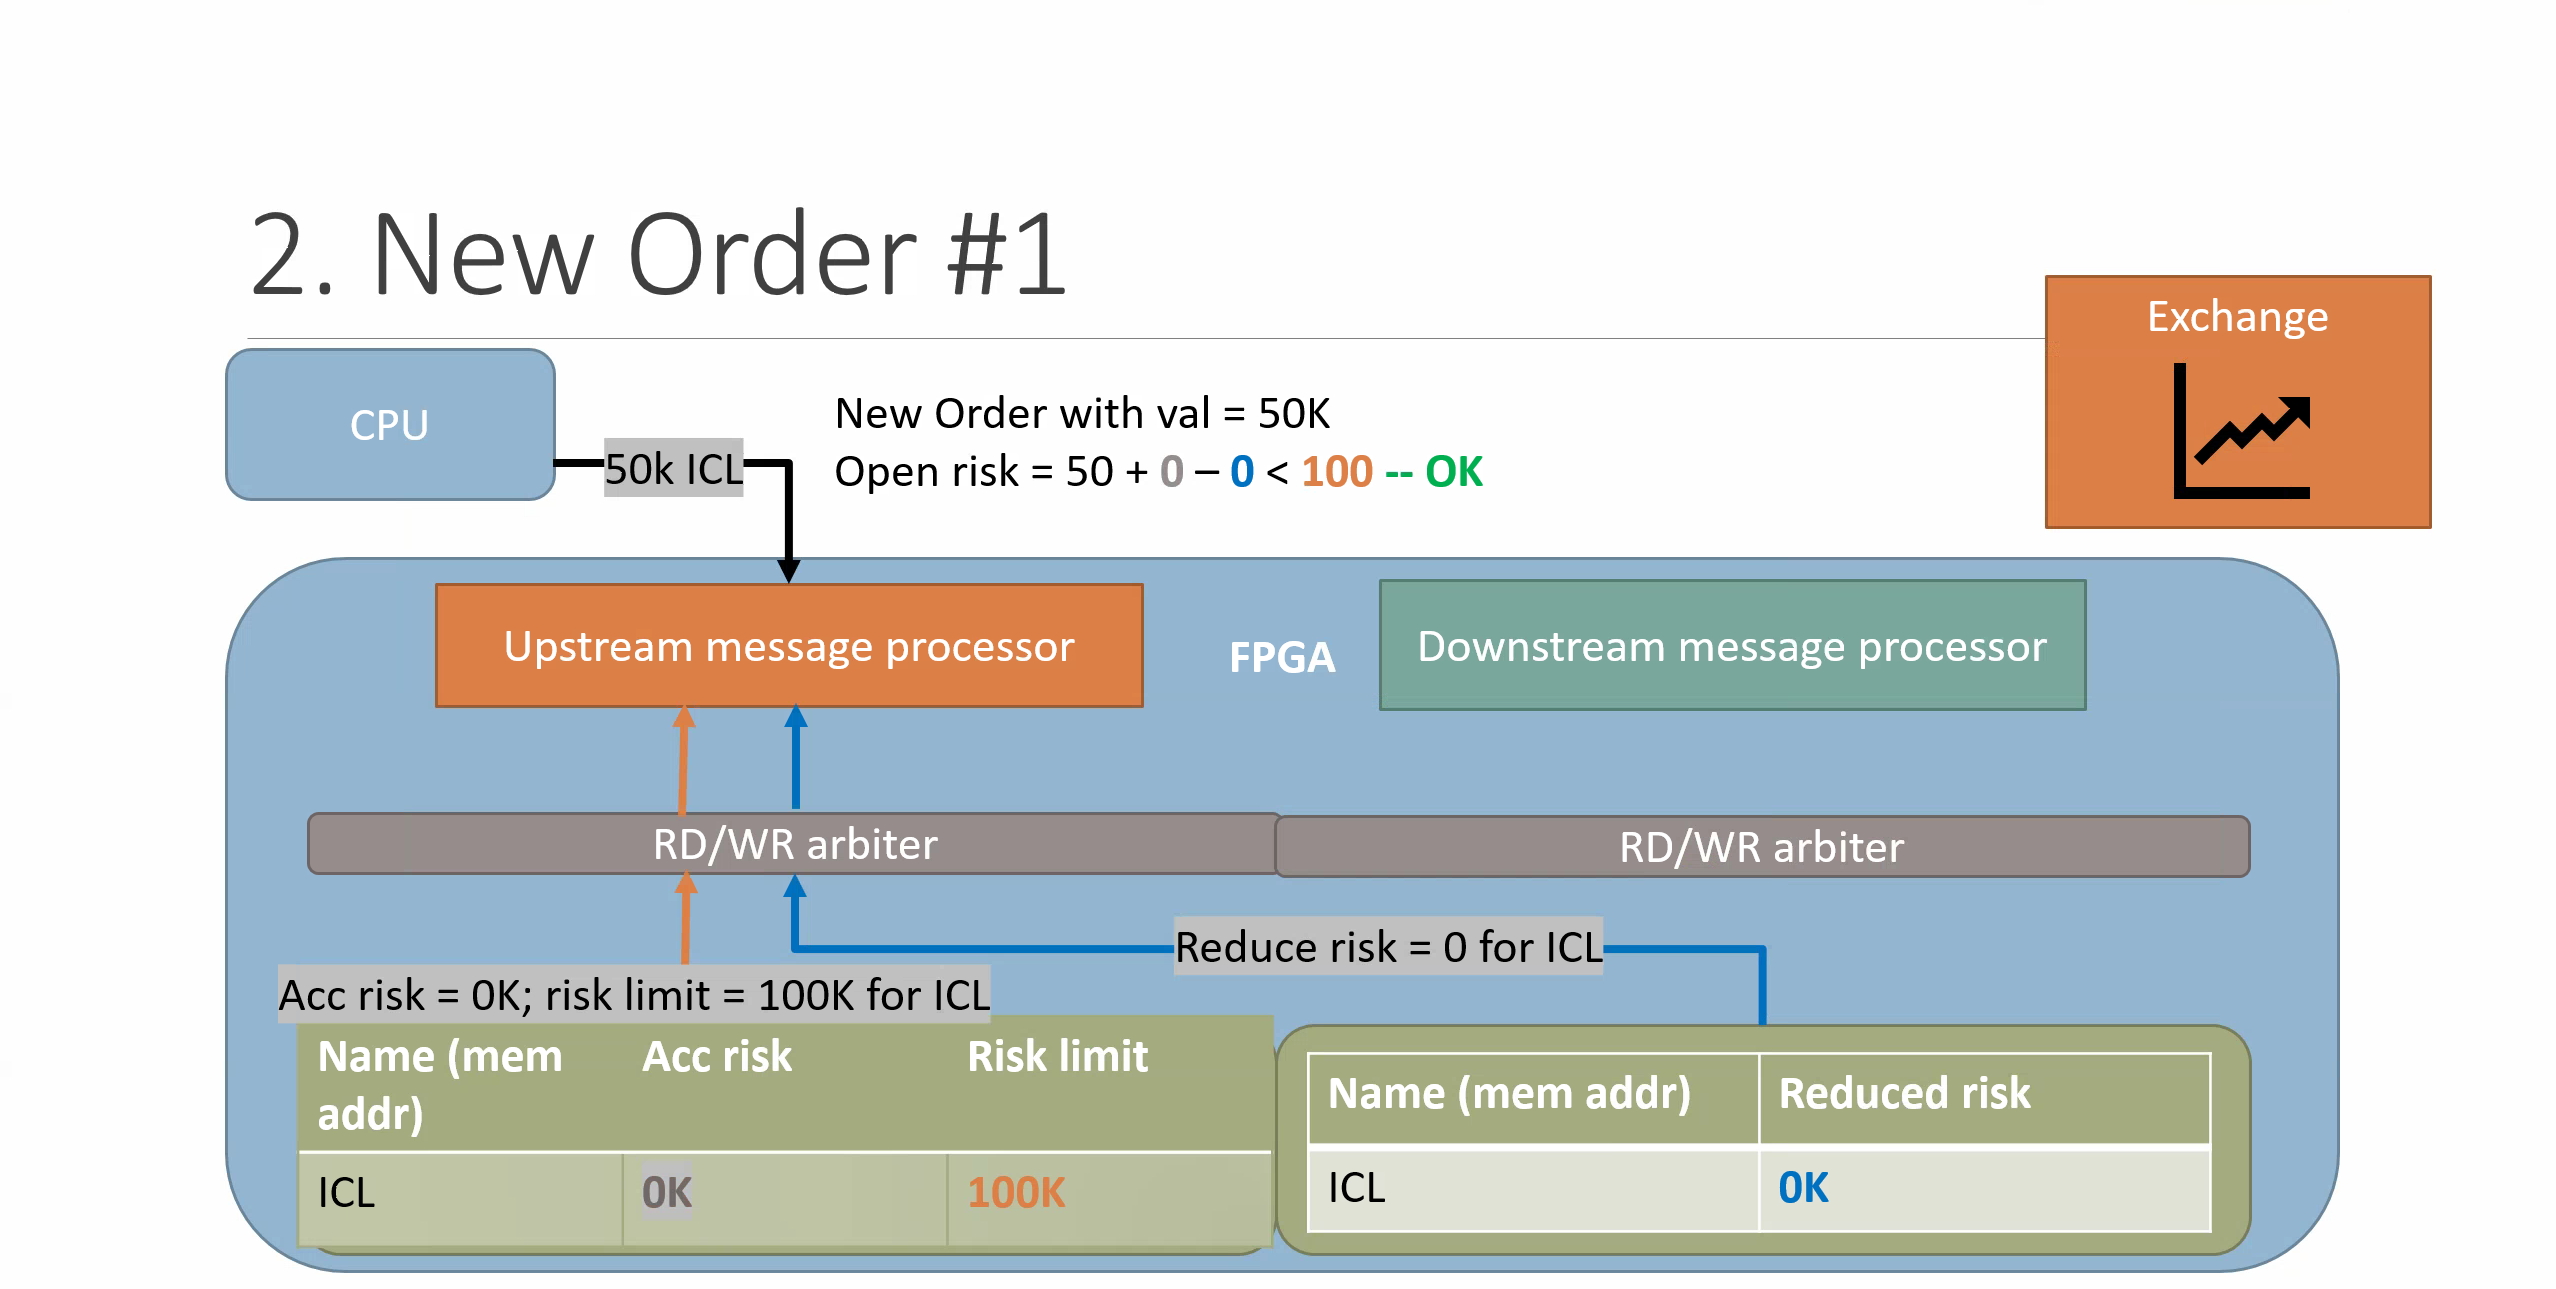 2. New Order #1
Exchange
CPU
50k ICL
New Order with val = 50K
Open risk = 50 + 0 – 0 < 100 -- OK
Upstream message processor
FPGA
Downstream message processor
RD/WR arbiter
RD/WR arbiter
Reduce risk = 0 for ICL
Acc risk = 0K; risk limit = 100K for ICL
Name (mem
addr)
Acc risk
Risk limit
ICL
0K
100K
Name (mem addr)
Reduced risk
ICL
0K